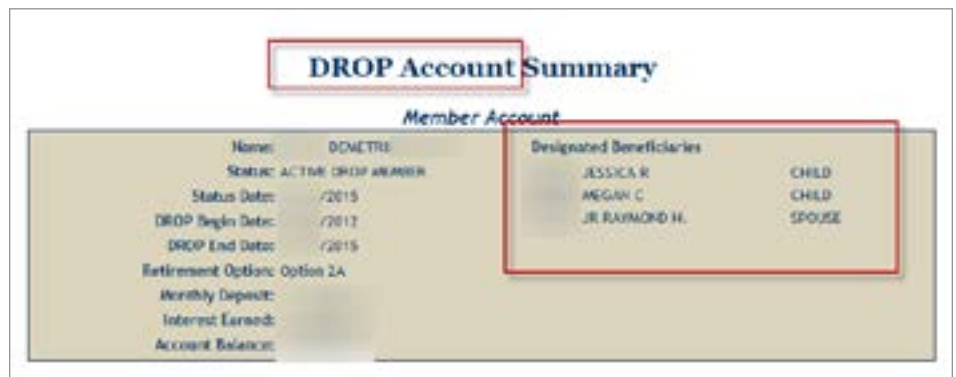 DROP Account Summary
Member Account
Name:
Status: ACTIVE DROP MEMBER
Status Date: /2015
DROP Begin Date: /2012
DROP End Date: /2015
Retirement Option: Option 2A
Monthly Deposit:
Interest Earned:
Account Balance:
Designated Beneficiaries
JESSICA R CHILD
MEGAN C CHILD
JR RAYMOND H. SPOUSE